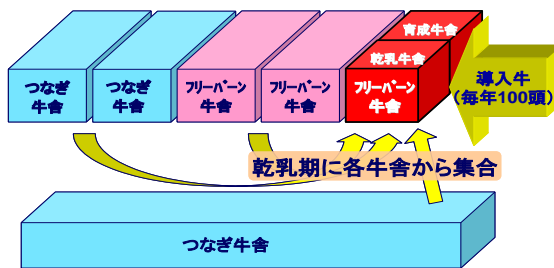 育成牛舎
乾乳牛舎
つなぎ
牛舎
つなぎ
牛舎
フリーバーン
牛舎
フリーバーン
牛舎
フリーバーン
牛舎
導入牛
（毎年100頭）
乾乳期に各牛舎から集合
つなぎ牛舎